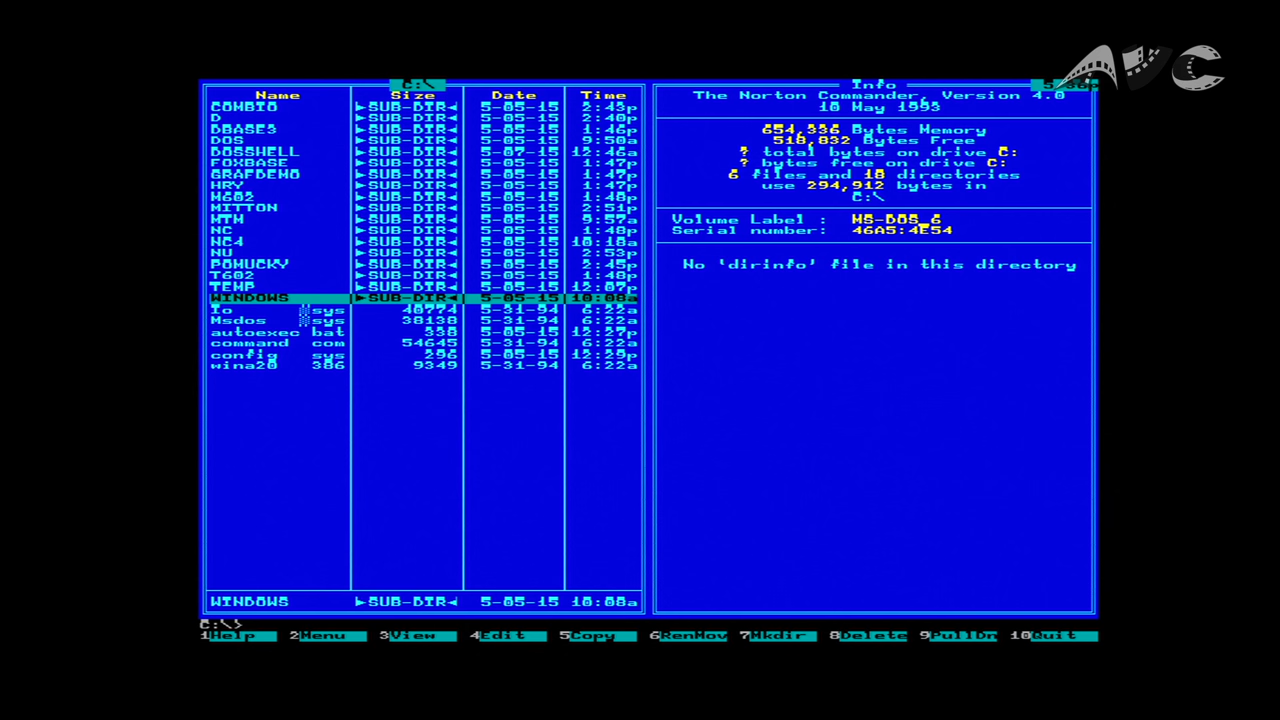 AVC
C:\
Name Size Date Time
COMBIO ►SUB-DIR◄ 5-05-15 2:43p
D ►SUB-DIR◄ 5-05-15 2:40p
DBASE3 ►SUB-DIR◄ 5-05-15 1:46p
DOS ►SUB-DIR◄ 5-05-15 9:50a
DOSSHELL ►SUB-DIR◄ 5-07-15 12:46a
FOXBASE ►SUB-DIR◄ 5-05-15 1:47p
GRAFDEMO ►SUB-DIR◄ 5-05-15 1:47p
HRY ►SUB-DIR◄ 5-05-15 1:47p
M602 ►SUB-DIR◄ 5-05-15 1:48p
MITTON ►SUB-DIR◄ 5-05-15 2:51p
MTM ►SUB-DIR◄ 5-05-15 9:57a
NC ►SUB-DIR◄ 5-05-15 1:48p
NC4 ►SUB-DIR◄ 5-05-15 10:18a
NU ►SUB-DIR◄ 5-05-15 2:53p
POMUCKY ►SUB-DIR◄ 5-05-15 2:45p
T602 ►SUB-DIR◄ 5-05-15 1:48p
TEMP ►SUB-DIR◄ 5-05-15 12:07p
WINDOWS ►SUB-DIR◄ 5-05-15 10:08a
Io ░sys 40774 5-31-94 6:22a
Msdos ░sys 38138 5-31-94 6:22a
autoexec bat 338 5-05-15 12:27p
command com 54645 5-31-94 6:22a
config sys 296 5-05-15 12:29p
wina20 386 9349 5-31-94 6:22a
WINDOWS ►SUB-DIR◄ 5-05-15 10:08a
Info
The Norton Commander, Version 4.0
10 May 1993
654,336 Bytes Memory
518,832 Bytes Free
? total bytes on drive C:
? bytes free on drive C:
6 files and 18 directories
use 294,912 bytes in
C:\
Volume Label : MS-DOS_6
Serial number: 46A5:4E54
No 'dirinfo' file in this directory
C:\>
1Help 2Menu 3View 4Edit 5Copy 6RenMov 7Mkdir 8Delete 9PullDn 10Quit